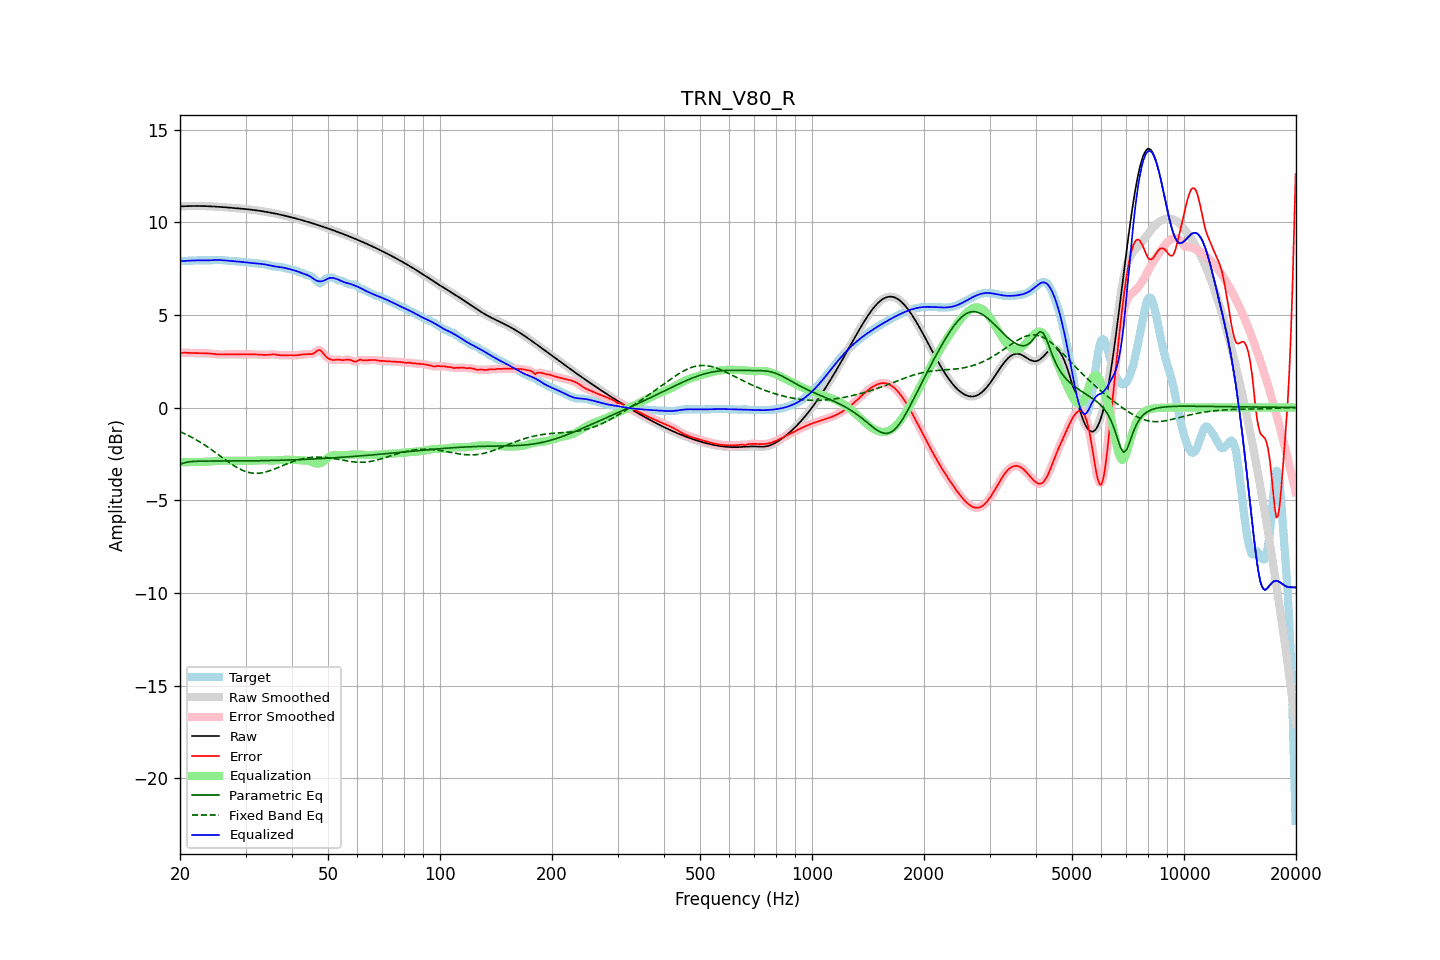 TRN_V80_R
15
10
5
0
−5
−10
−15
−20
Amplitude (dBr)
Target
Raw Smoothed
Error Smoothed
Raw
Error
Equalization
Parametric Eq
Fixed Band Eq
Equalized
20 50 100 200 500 1000 2000 5000 10000 20000
Frequency (Hz)